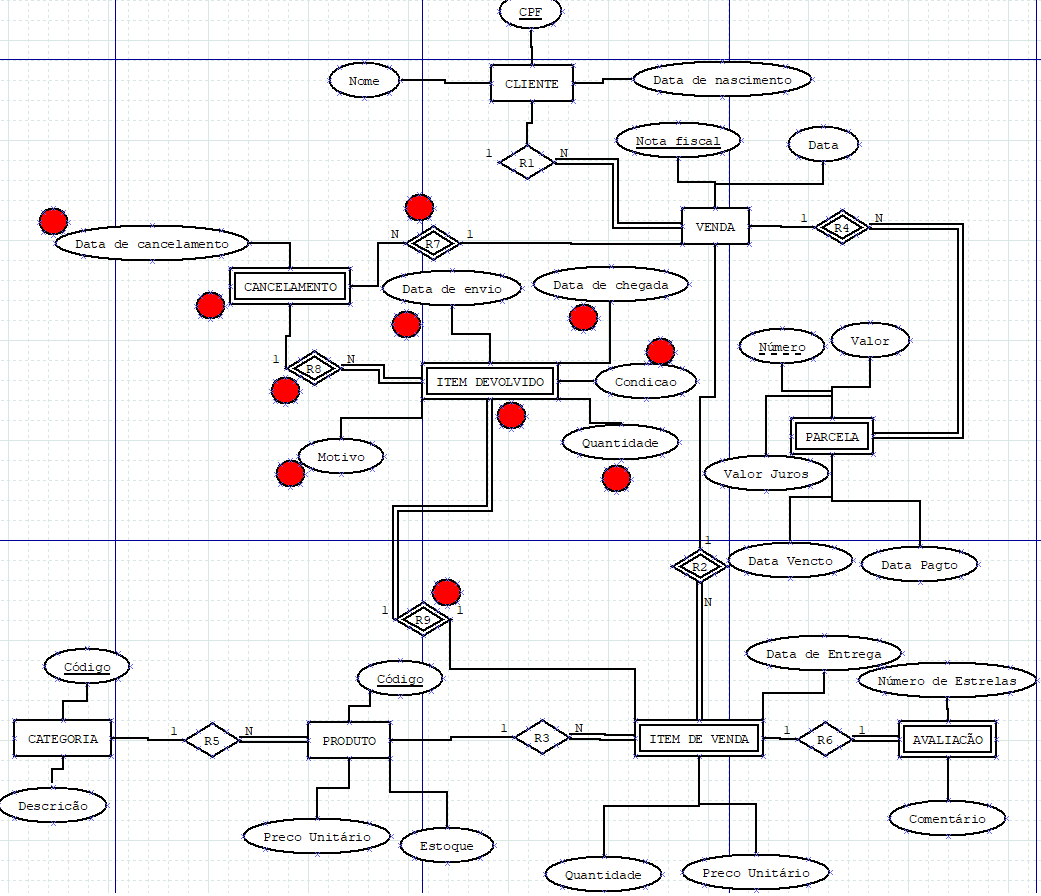 CPF
Nome
CLIENTE
Data de nascimento
Nota fiscal
Data
1
R1
N
Data de cancelamento
N
R7
1
VENDA
1
R4
N
CANCELAMENTO
Data de envio
Data de chegada
Número
Valor
1
R8
N
ITEM DEVOLVIDO
Condicao
Motivo
Quantidade
PARCELA
Valor Juros
1
R2
N
Data Vencto
Data Pagto
1
R9
1
Data de Entrega
Código
Código
Número de Estrelas
CATEGORIA
1
R5
N
PRODUTO
1
R3
N
ITEM DE VENDA
1
R6
1
AVALIACÃO
Descricão
Preco Unitário
Estoque
Comentário
Quantidade
Preco Unitário